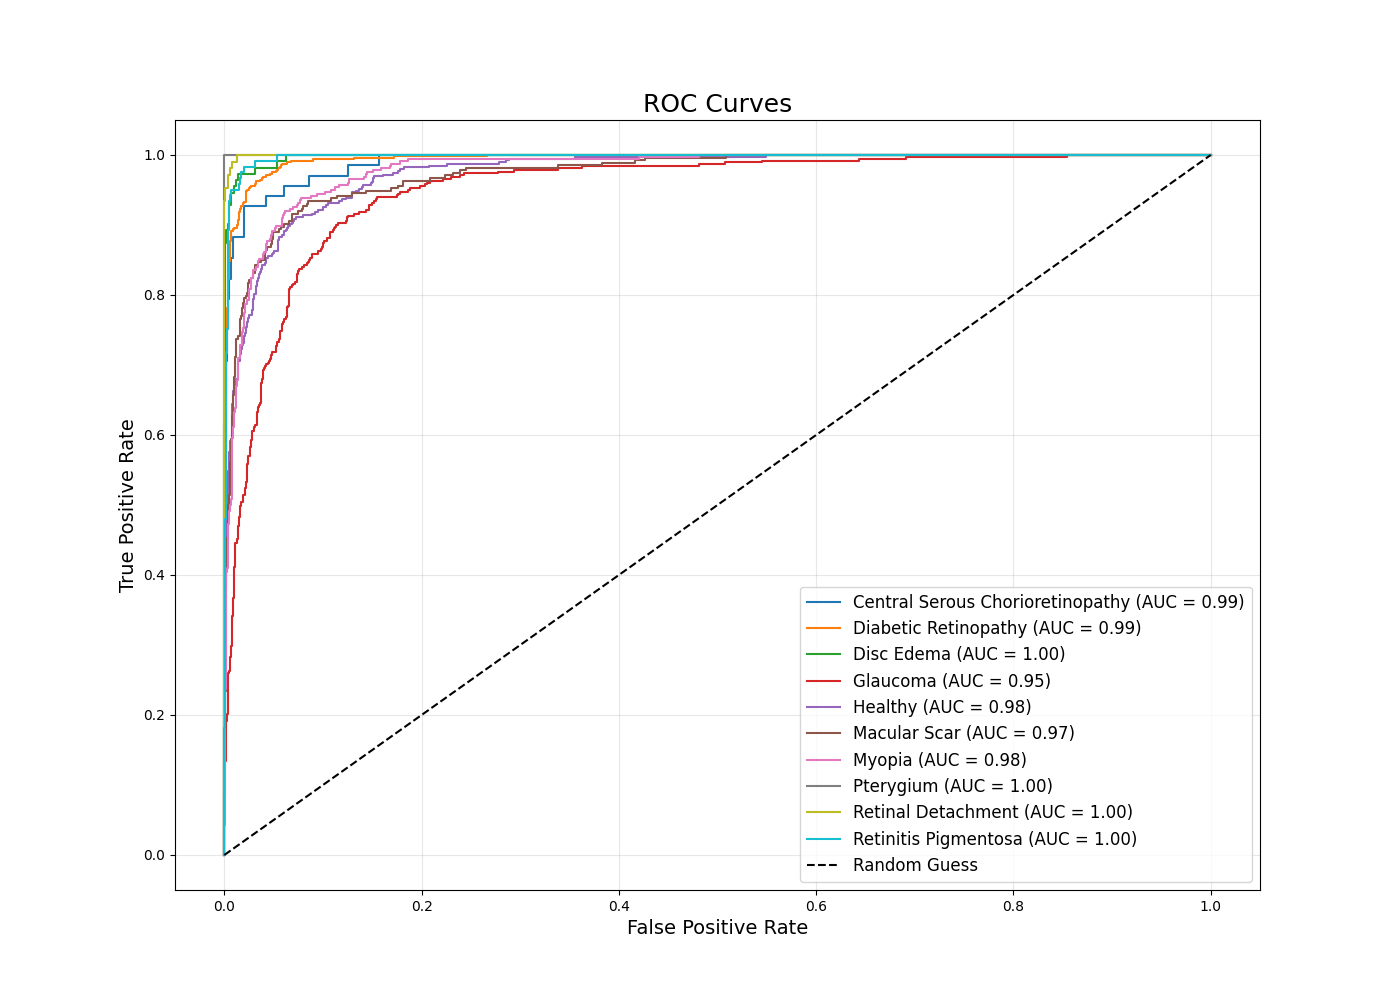 ROC Curves
True Positive Rate
1.0
0.8
0.6
0.4
0.2
0.0
Central Serous Chorioretinopathy (AUC = 0.99)
Diabetic Retinopathy (AUC = 0.99)
Disc Edema (AUC = 1.00)
Glaucoma (AUC = 0.95)
Healthy (AUC = 0.98)
Macular Scar (AUC = 0.97)
Myopia (AUC = 0.98)
Pterygium (AUC = 1.00)
Retinal Detachment (AUC = 1.00)
Retinitis Pigmentosa (AUC = 1.00)
Random Guess
0.0 0.2 0.4 0.6 0.8 1.0
False Positive Rate